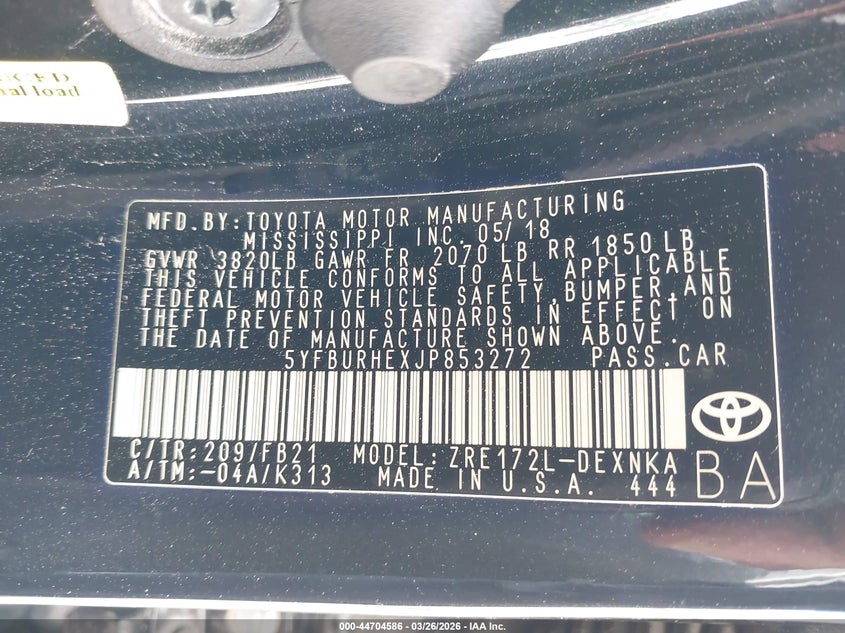 nal load
MFD.BY:TOYOTA MOTOR MANUFACTURING
MISSISSIPPI INC. 05/18
GVWR 3820LB GAWR FR 2070 LB RR 1850 LB
THIS VEHICLE CONFORMS TO ALL APPLICABLE
FEDERAL MOTOR VEHICLE SAFETY,BUMPER,AND
THEFT PREVENTION STANDARDS IN EFFECT ON
THE DATE OF MANUFACTURE SHOWN ABOVE.
5YFBURHEXJP853272 PASS.CAR
C/TR:209/FB21 MODEL:ZRE172L-DEXNKA
A/TM:-04A/K313 MADE IN U.S.A. 444
BA
000-44704586 - 03/26/2026 - IAA Inc.